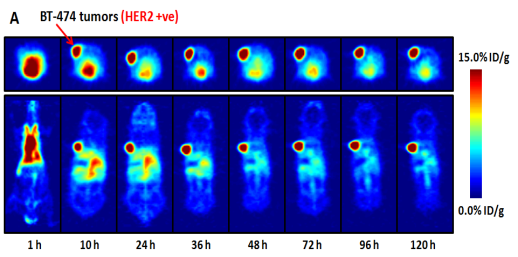 A
BT-474 tumors (HER2 +ve)
15.0% ID/g
0.0% ID/g
1 h 10 h 24 h 36 h 48 h 72 h 96 h 120 h